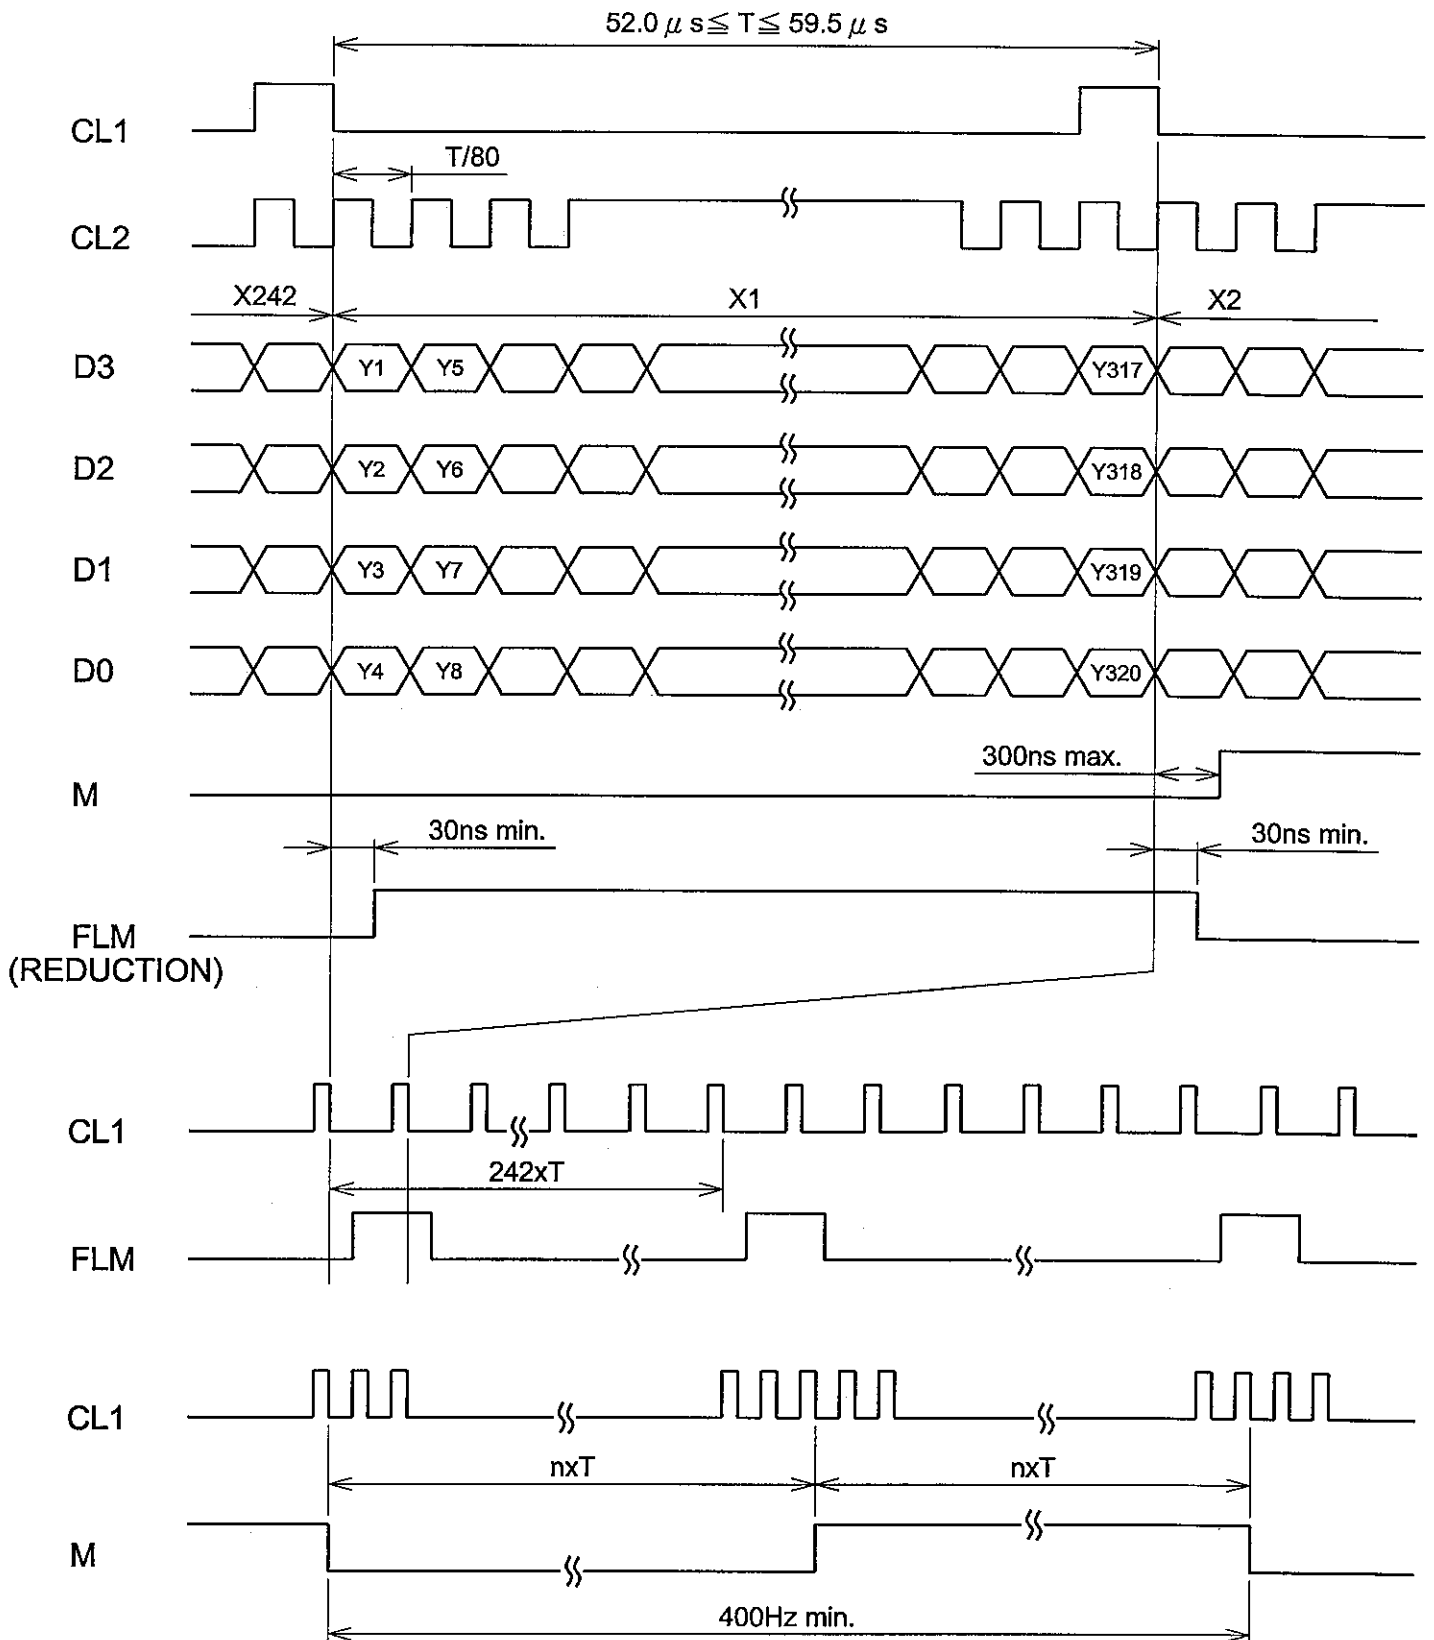 52.0 μ s≦ T≦ 59.5 μ s
CL1
T/80
CL2
X242 X1 X2
D3 Y1 Y5 Y317
D2 Y2 Y6 Y318
D1 Y3 Y7 Y319
D0 Y4 Y8 Y320
300ns max.
M
30ns min. 30ns min.
FLM
(REDUCTION)
CL1
242xT
FLM
CL1
nxT nxT
M
400Hz min.